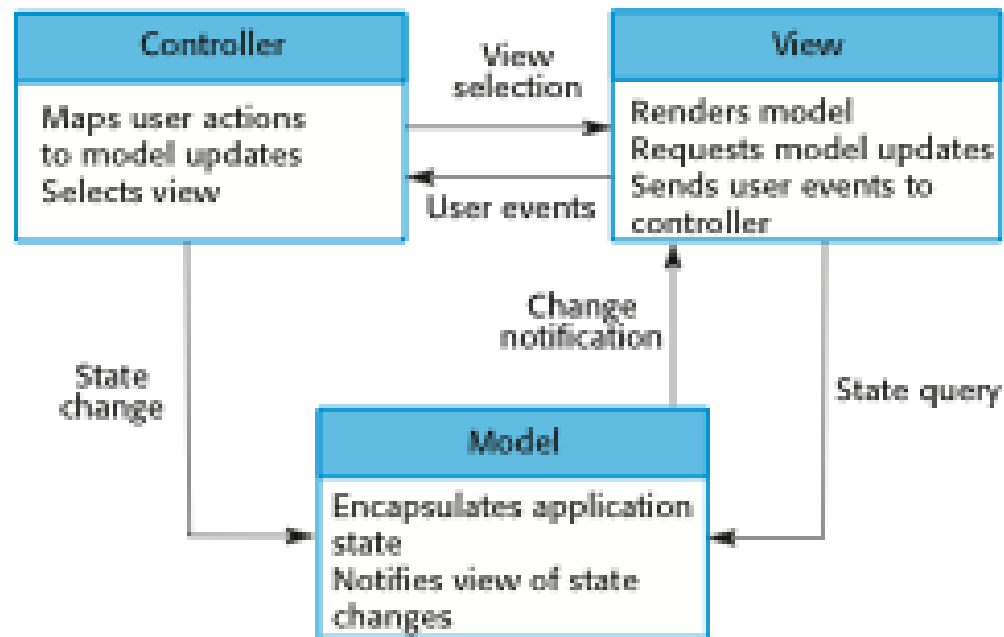 Controller
Maps user actions
to model updates
Selects view
View
selection
User events
View
Renders model
Requests model updates
Sends user events to
controller
State
change
Change
notification
State query
Model
Encapsulates application
state
Notifies view of state
changes